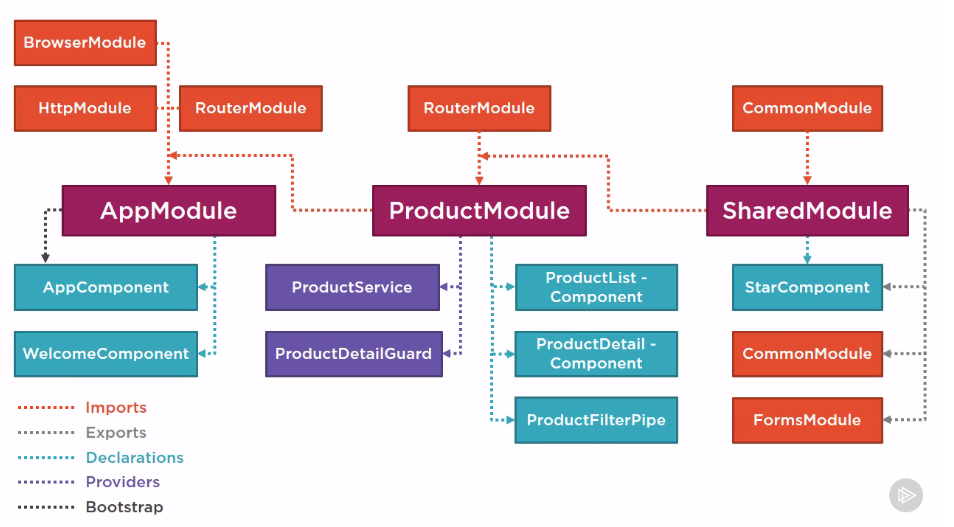 BrowserModule
HttpModule
RouterModule
RouterModule
CommonModule
AppModule
ProductModule
SharedModule
AppComponent
ProductService
ProductList -
Component
StarComponent
WelcomeComponent
ProductDetailGuard
ProductDetail -
Component
CommonModule
ProductFilterPipe
FormsModule
Imports
Exports
Declarations
Providers
Bootstrap